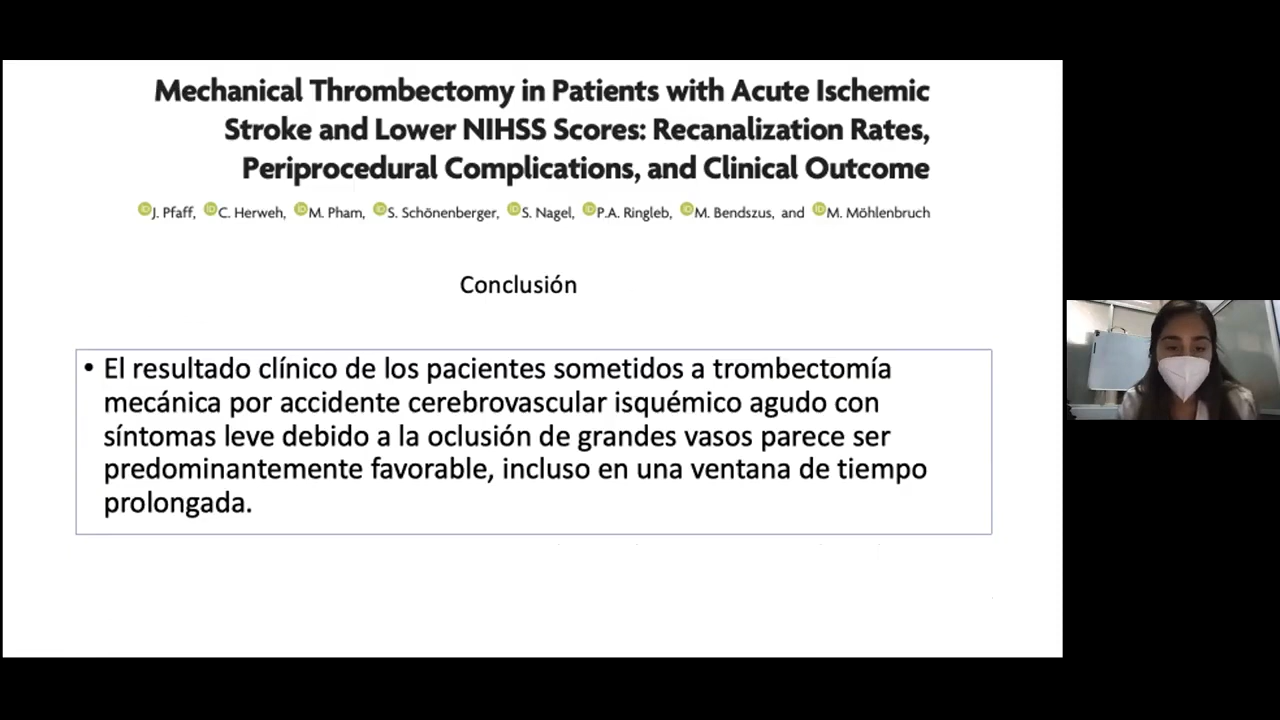 Mechanical Thrombectomy in Patients with Acute Ischemic
Stroke and Lower NIHSS Scores: Recanalization Rates,
Periprocedural Complications, and Clinical Outcome
J. Pfaff, C. Herweh, M. Pham, S. Schönenberger, S. Nagel, P.A. Ringleb, M. Bendszus, and M. Möhlenbruch
Conclusión
• El resultado clínico de los pacientes sometidos a trombectomía
mecánica por accidente cerebrovascular isquémico agudo con
síntomas leve debido a la oclusión de grandes vasos parece ser
predominantemente favorable, incluso en una ventana de tiempo
prolongada.